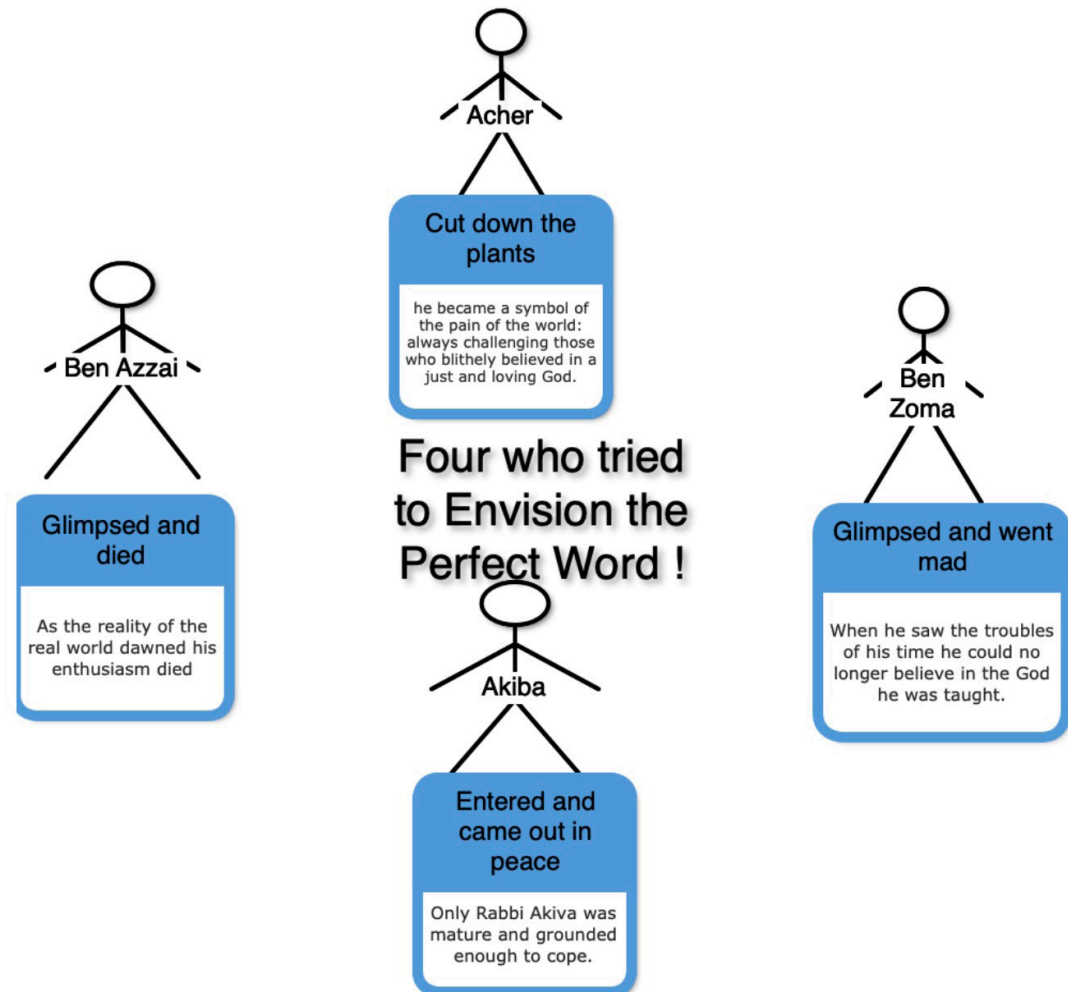 Acher
Cut down the
plants
he became a symbol of
the pain of the world:
always challenging those
who blithely believed in a
just and loving God.
Ben Azzai
Glimpsed and
died
As the reality of the
real world dawned his
enthusiasm died
Four who tried
to Envision the
Perfect Word !
Ben
Zoma
Glimpsed and went
mad
When he saw the troubles
of his time he could no
longer believe in the God
he was taught.
Akiba
Entered and
came out in
peace
Only Rabbi Akiva was
mature and grounded
enough to cope.